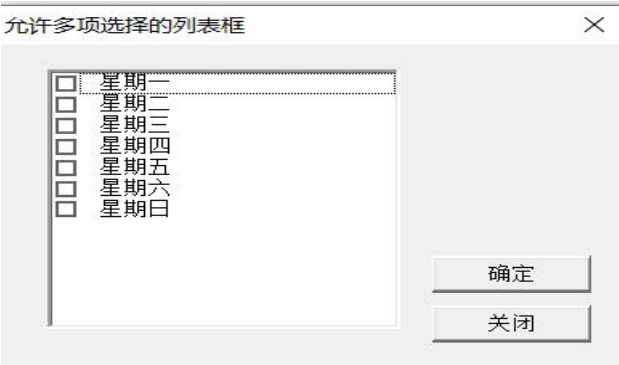 允许多项选择的列表框
星期一
星期二
星期三
星期四
星期五
星期六
星期日
确定
关闭